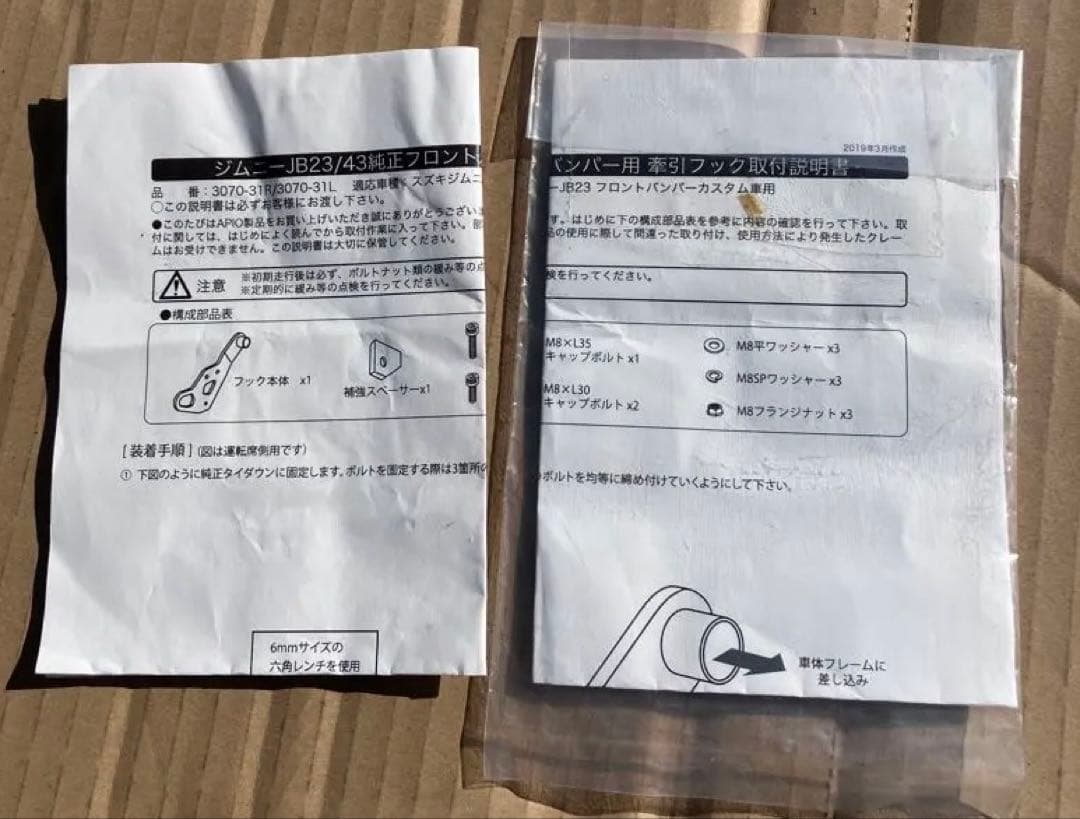 ジムニーJB23/43純正フロント
品　番：3070-31R/3070-31L　適応車種：スズキジムニ
○この説明書は必ずお客様にお渡し下さい。
●このたびはAPIO製品をお買い上げいただき誠にありがとうござい
付に関しては、はじめによく読んでから取付作業に入って下さい。
ムはお受けできません。この説明書は大切に保管してください。
注意
※初期走行後は必ず、ボルトナット類の緩み等の点
※定期的に緩み等の点検を行ってください。
●構成部品表
フック本体　x1
補強スペーサーx1
[ 装着手順 ]（図は運転席側用です）
① 下図のように純正タイダウンに固定します。ボルトを固定する際は3箇所の
6mmサイズの
六角レンチを使用
2019年3月作成
バンパー用 牽引フック取付説明書
ーJB23 フロントバンパーカスタム車用
す。はじめに下の構成部品表を参考に内容の確認を行って下さい。取
品の使用に際して間違った取り付け、使用方法により発生したクレー
検を行ってください。
M8×L35
キャップボルト x1
M8×L30
キャップボルト x2
M8平ワッシャー x3
M8SPワッシャー x3
M8フランジナット x3
ボルトを均等に締め付けていくようにして下さい。
車体フレームに
差し込み